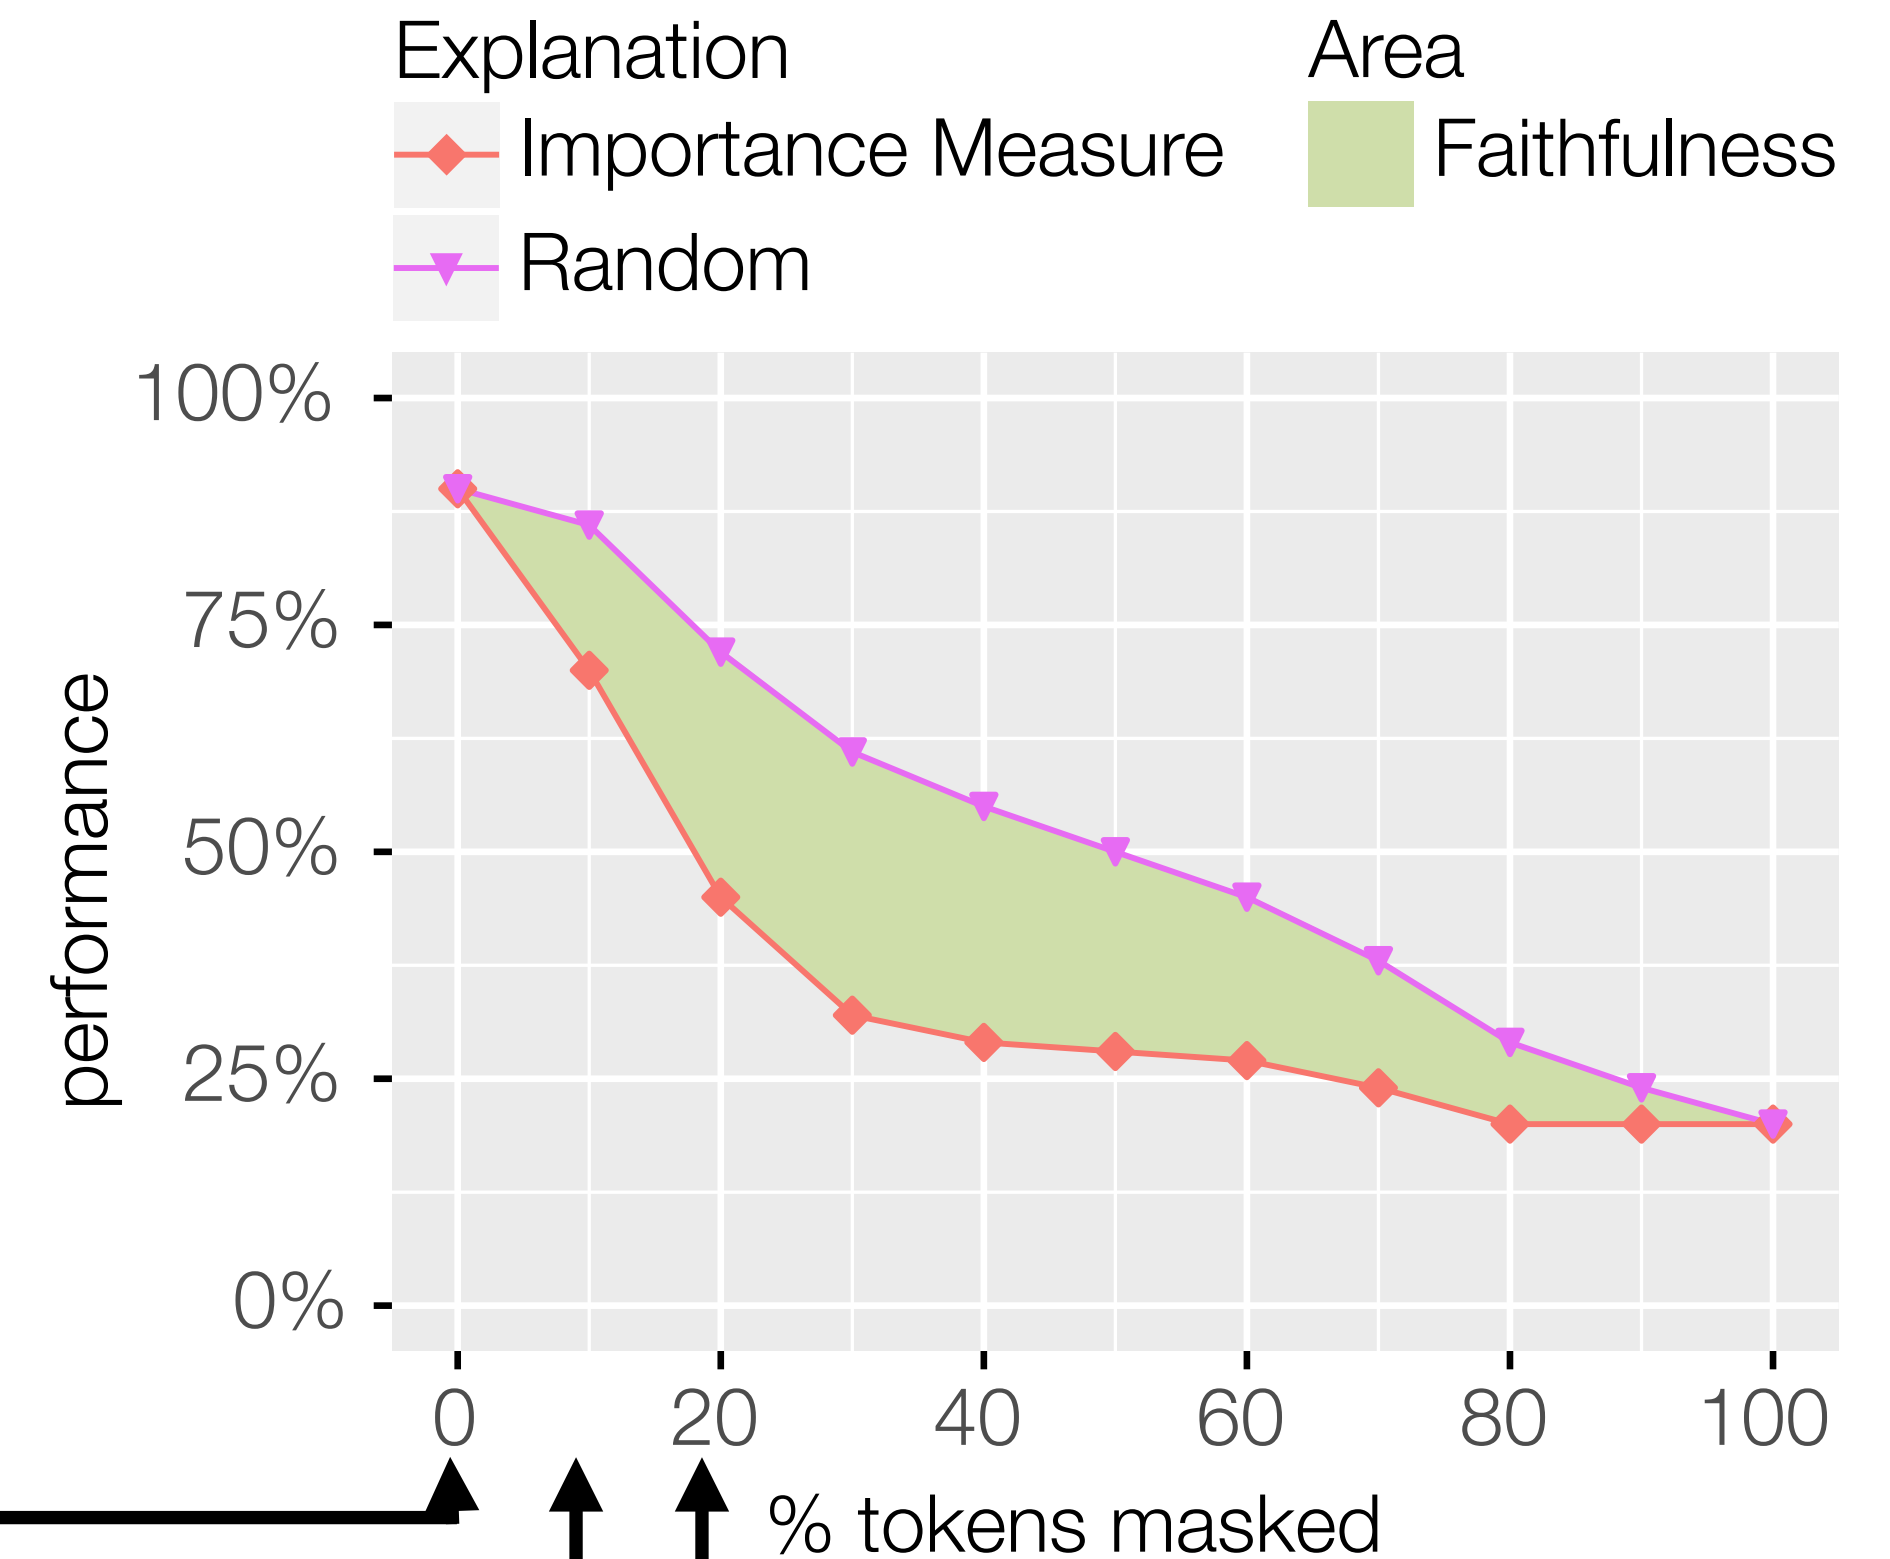 Explanation
Area
Importance Measure
Faithfulness
Random
100%
75%
50%
25%
0%
performance
0 20 40 60 80 100
% tokens masked